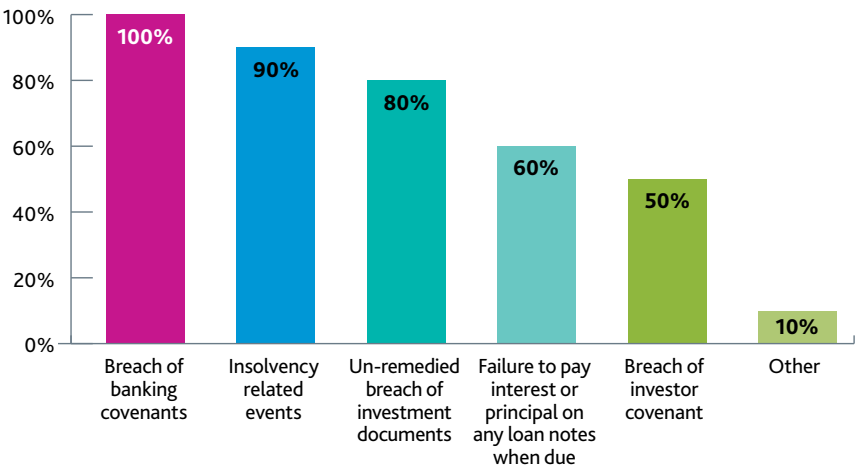 100%
80%
60%
40%
20%
0%
100%
90%
80%
60%
50%
10%
Breach of
banking
covenants
Insolvency
related
events
Un-remedied
breach of
investment
documents
Failure to pay
interest or
principal on
any loan notes
when due
Breach of
investor
covenant
Other